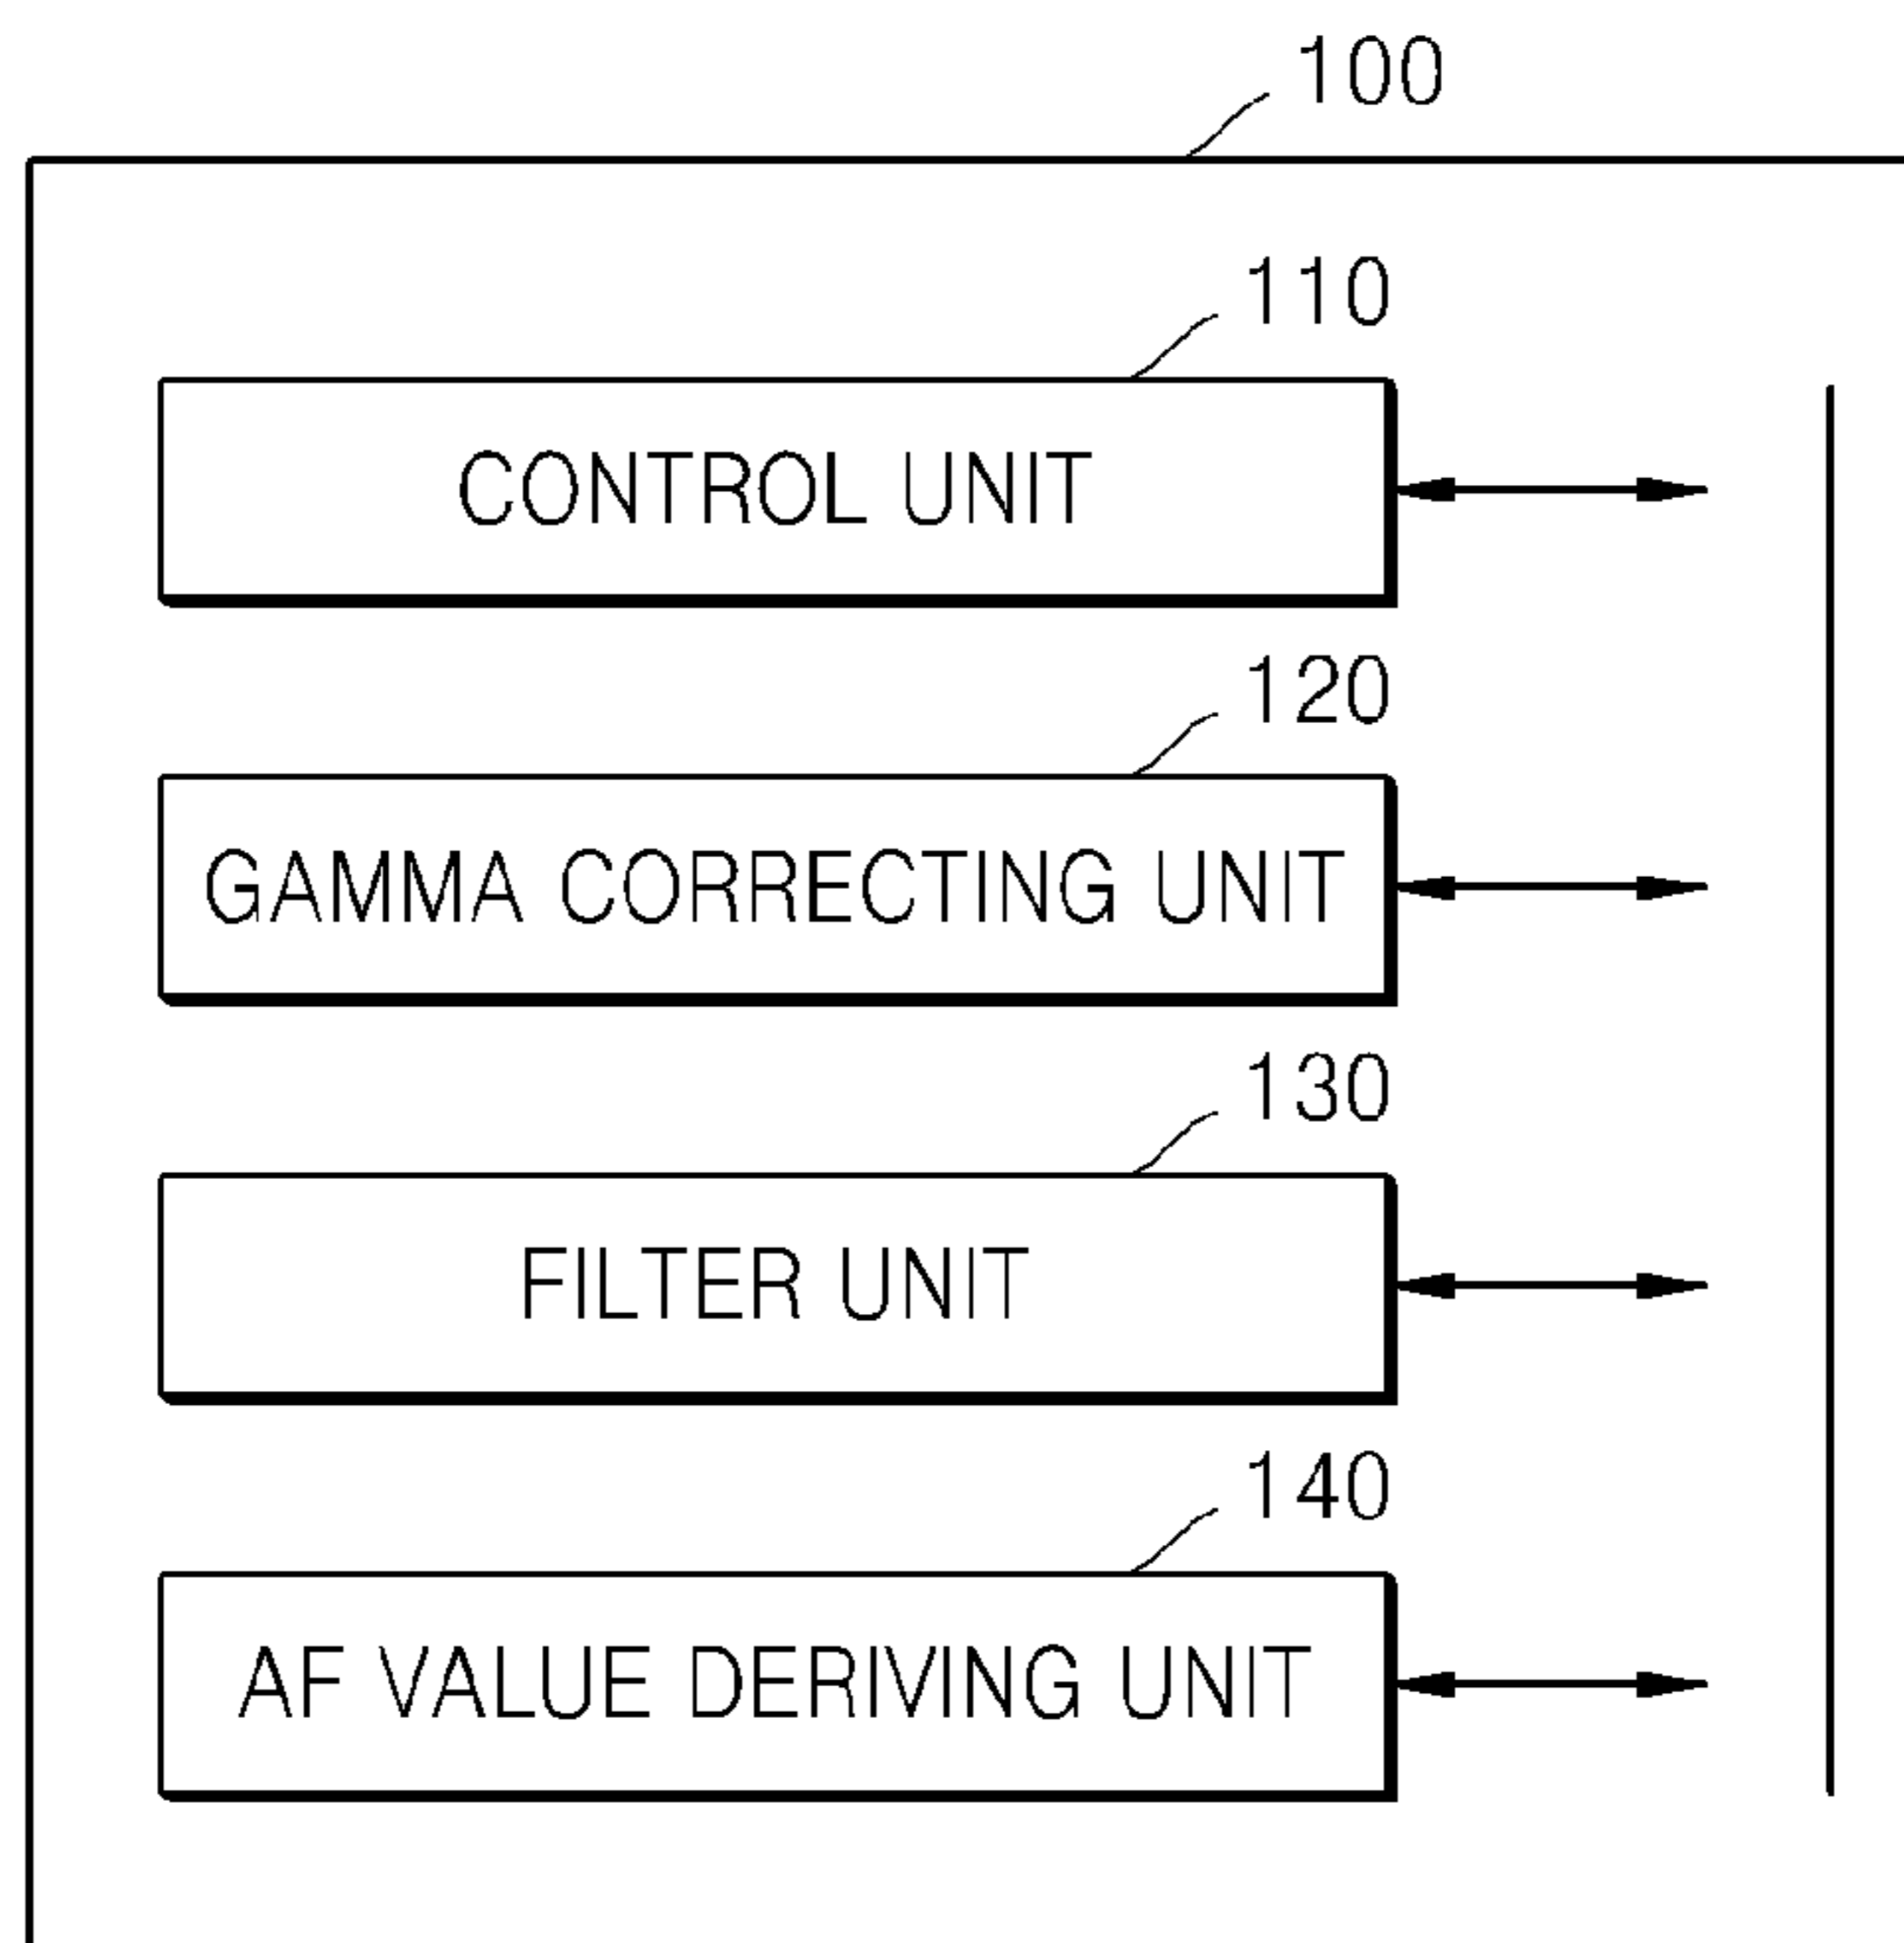 100
110
CONTROL UNIT
120
GAMMA CORRECTING UNIT
130
FILTER UNIT
140
AF VALUE DERIVING UNIT